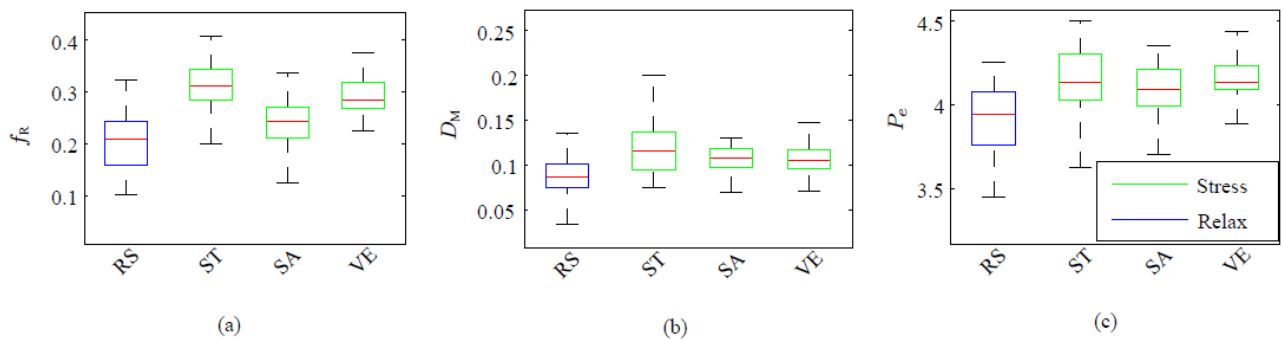 0.4
0.3
0.2
0.1
fR
RS
ST
SA
VE
(a)
0.25
0.2
0.15
0.1
0.05
DM
RS
ST
SA
VE
(b)
4.5
4
3.5
Pe
Stress
Relax
RS
ST
SA
VE
(c)